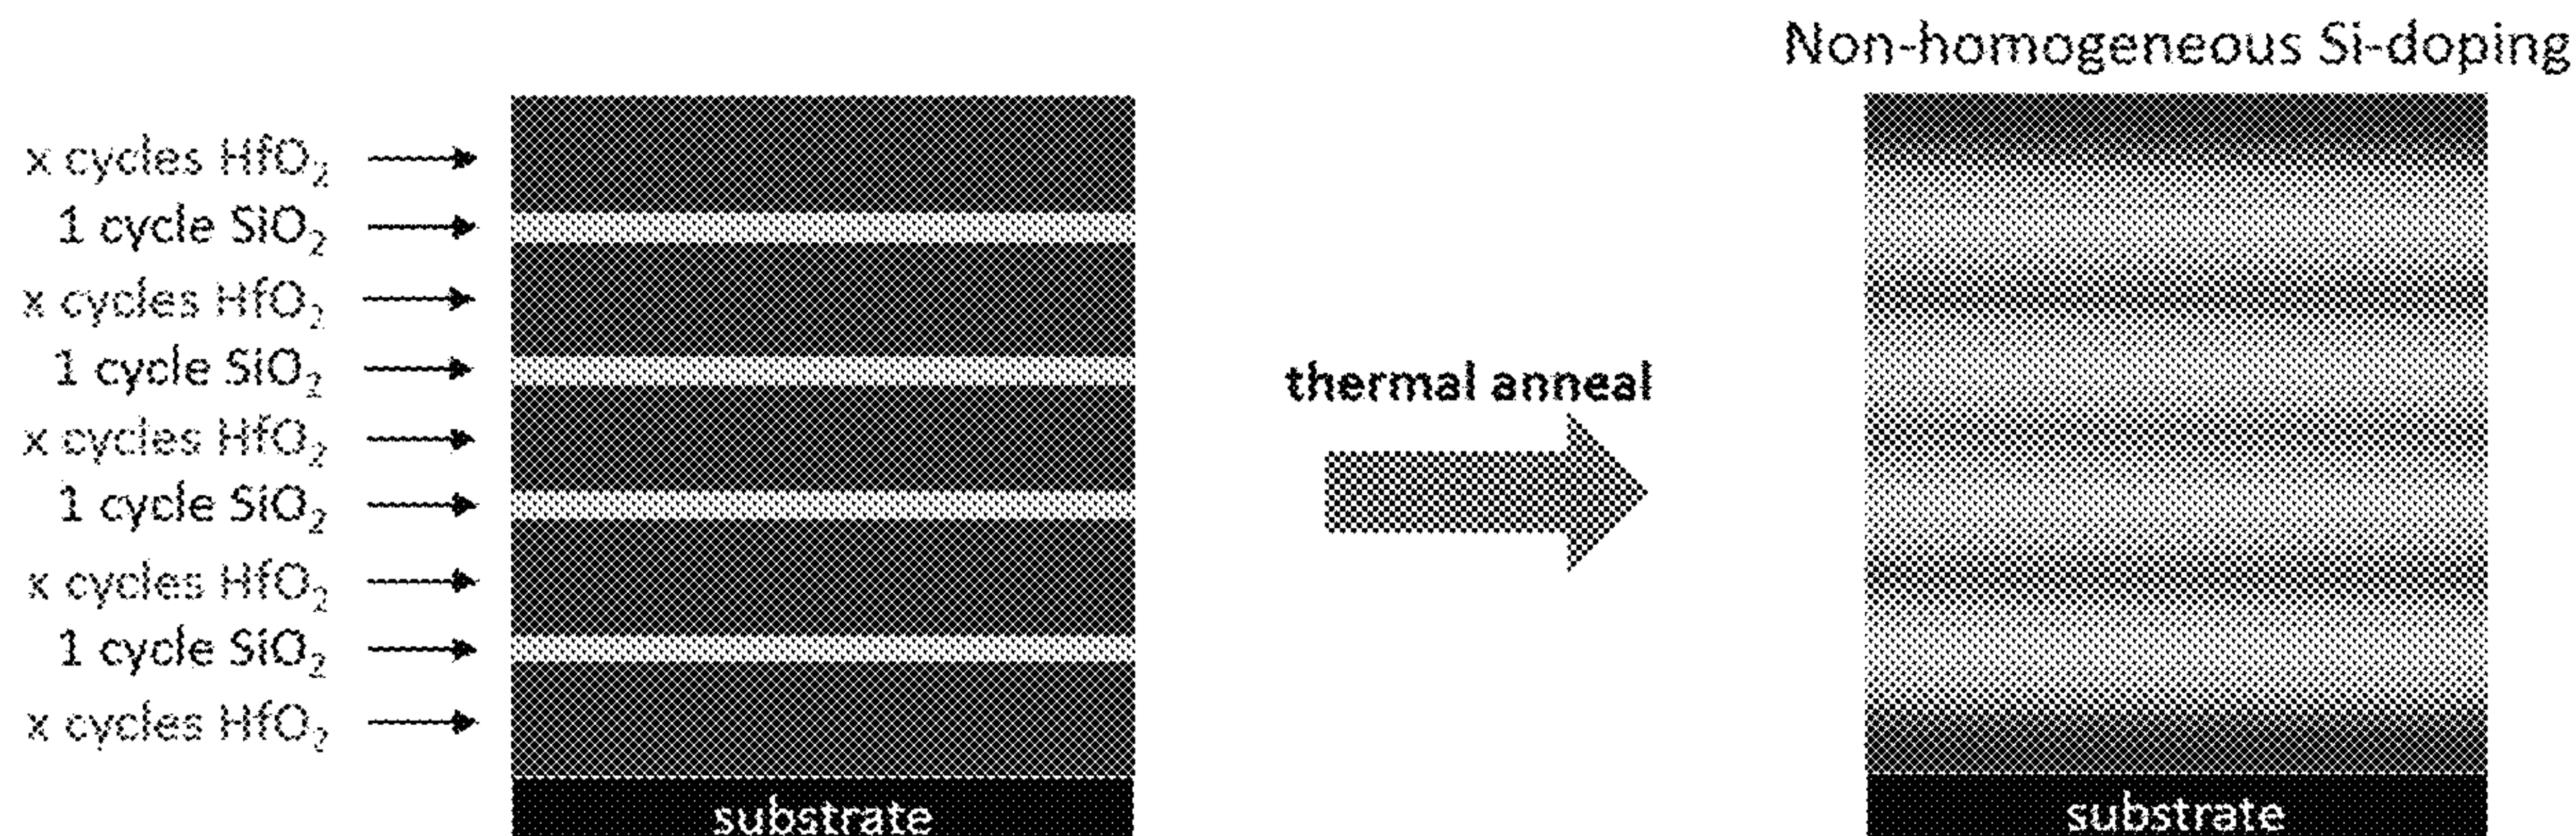 Non-homogeneous Si-doping
x cycles HfO₂
1 cycle SiO₂
x cycles HfO₂
1 cycle SiO₂
x cycles HfO₂
1 cycle SiO₂
x cycles HfO₂
1 cycle SiO₂
x cycles HfO₂
thermal anneal
substrate
substrate